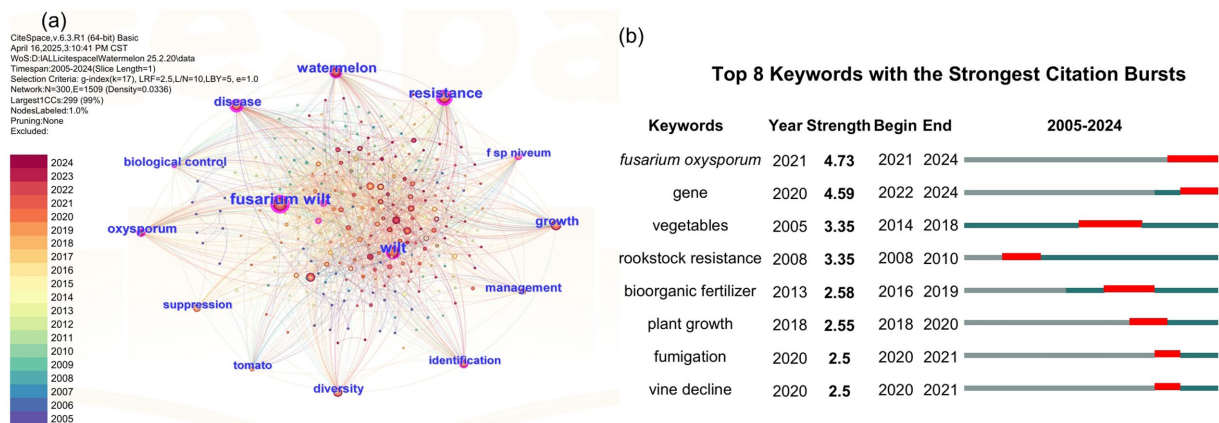 (a)
CiteSpace,v.6.3.R1 (64-bit) Basic
April 16,2025,3:10:41 PM CST
WoS:D:\ALL\citespace\Watermelon 25.2.20\data
Timespan:2005-2024(Slice Length=1)
Selection Criteria: g-index(k=17), LRF=2.5,L/N=10,LBY=5, e=1.0
Network:N=300,E=1509 (Density=0.0336)
Largest1CCs:299 (99%)
NodesLabeled:1.0%
Pruning:None
Excluded:
2024
2023
2022
2021
2020
2019
2018
2017
2016
2015
2014
2013
2012
2011
2010
2009
2008
2007
2006
2005
watermelon
resistance
disease
biological control
f sp niveum
fusarium wilt
oxysporum
growth
wilt
management
suppression
tomato
identification
diversity
(b)
Top 8 Keywords with the Strongest Citation Bursts
Keywords Year Strength Begin End 2005-2024
fusarium oxysporum 2021 4.73 2021 2024
gene 2020 4.59 2022 2024
vegetables 2005 3.35 2014 2018
rookstock resistance 2008 3.35 2008 2010
bioorganic fertilizer 2013 2.58 2016 2019
plant growth 2018 2.55 2018 2020
fumigation 2020 2.5 2020 2021
vine decline 2020 2.5 2020 2021